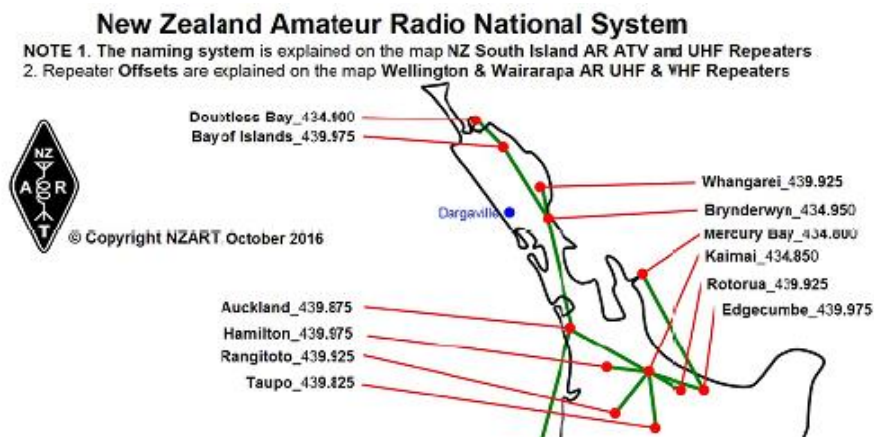 New Zealand Amateur Radio National System
NOTE 1. The naming system is explained on the map NZ South Island AR ATV and UHF Repeaters
2. Repeater Offsets are explained on the map Wellington & Wairarapa AR UHF & VHF Repeaters
Doubtless Bay_434.900
Bay of Islands_439.975
NZ
A R
T
© Copyright NZART October 2016
Dargaville
Whangarei_439.925
Brynderwyn_434.950
Mercury Bay_434.800
Kaimai_434.850
Rotorua_439.925
Edgecumbe_439.975
Auckland_439.875
Hamilton_439.975
Rangitoto_439.925
Taupo_439.825